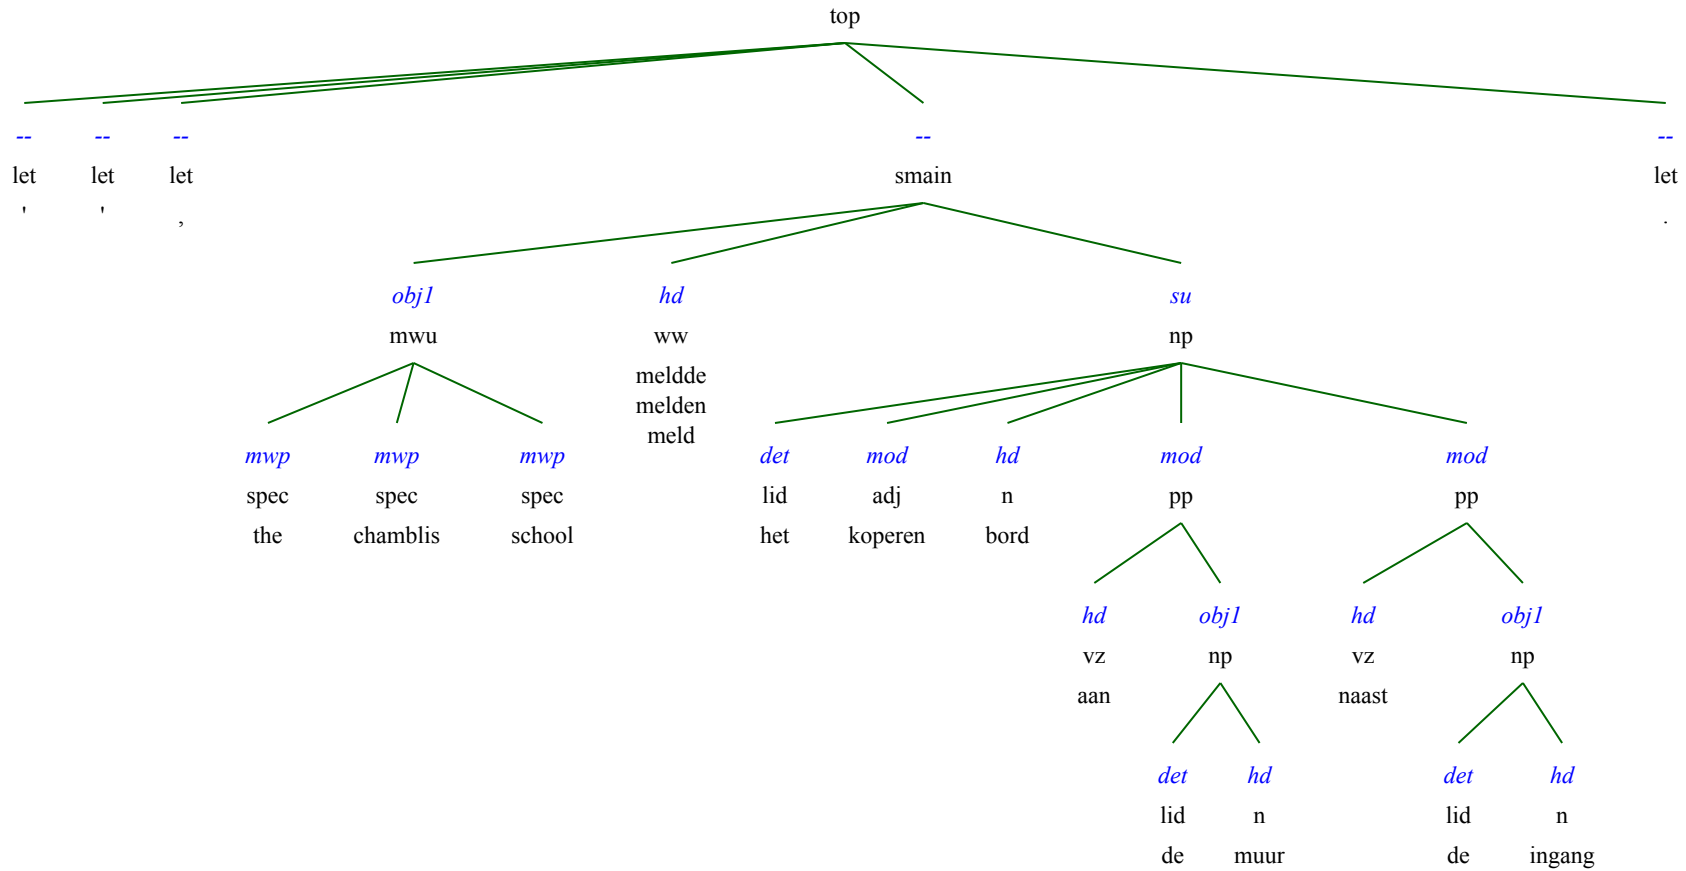 top
-- -- -- -- --
let let let smain let
' ' , .
obj1 hd su
mwu ww np
meldde
melden
meld
mwp mwp mwp det mod hd mod mod
spec spec spec lid adj n pp pp
the chamblis school het koperen bord
hd obj1 hd obj1
vz np vz np
aan naast
det hd det hd
lid n lid n
de muur de ingang